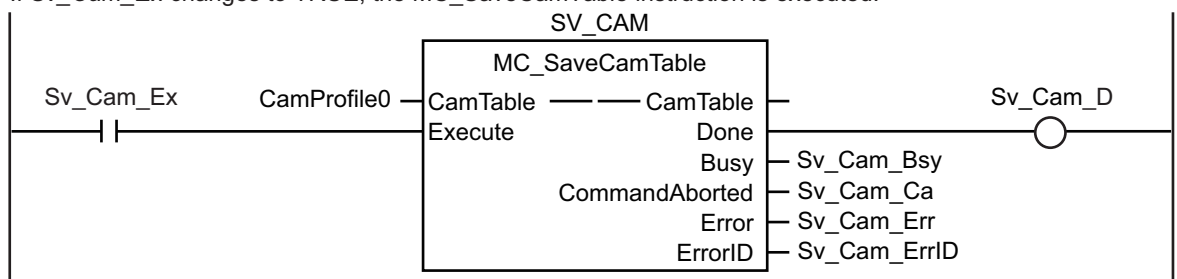 If Sv_Cam_Ex changes to TRUE, the MC_SaveCamTable instruction is executed.
SV_CAM
MC_SaveCamTable
Sv_Cam_Ex CamProfile0 CamTable CamTable Sv_Cam_D
Execute Done
Busy Sv_Cam_Bsy
CommandAborted Sv_Cam_Ca
Error Sv_Cam_Err
ErrorID Sv_Cam_ErrID